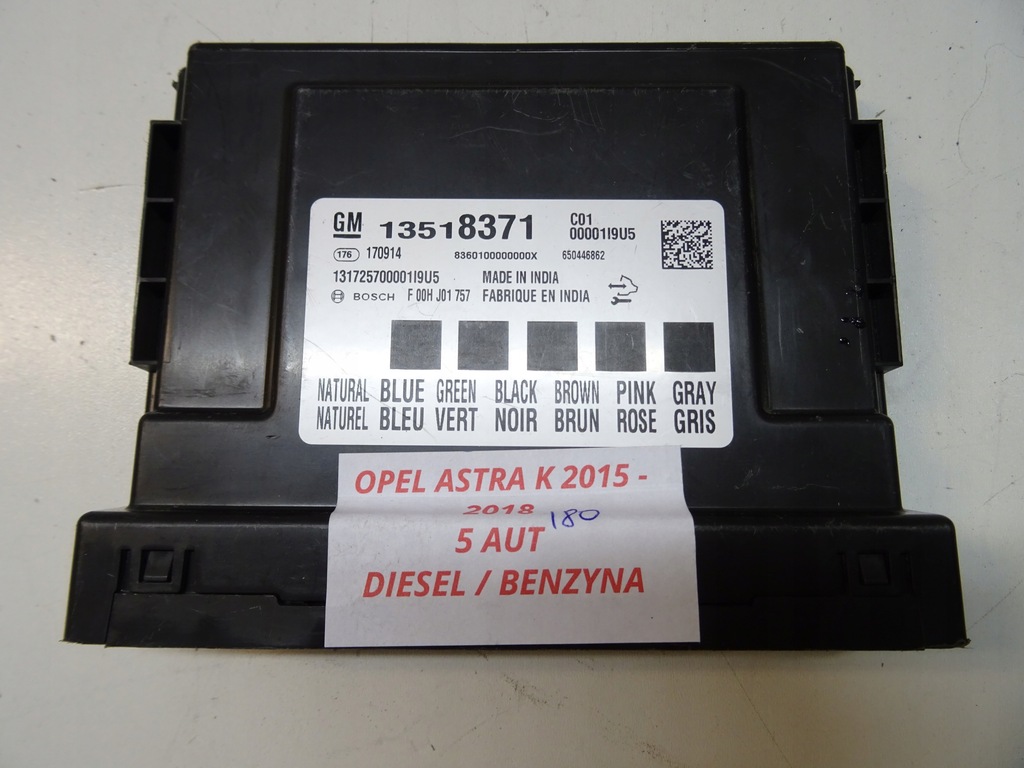 GM 13518371 C01
00001I9U5
176 170914 8360100000000X 650446862
1317257000001I9U5 MADE IN INDIA
BOSCH F 00H J01 757 FABRIQUE EN INDIA
NATURAL BLUE GREEN BLACK BROWN PINK GRAY
NATUREL BLEU VERT NOIR BRUN ROSE GRIS
OPEL ASTRA K 2015 -
2018 180
5 AUT
DIESEL / BENZYNA